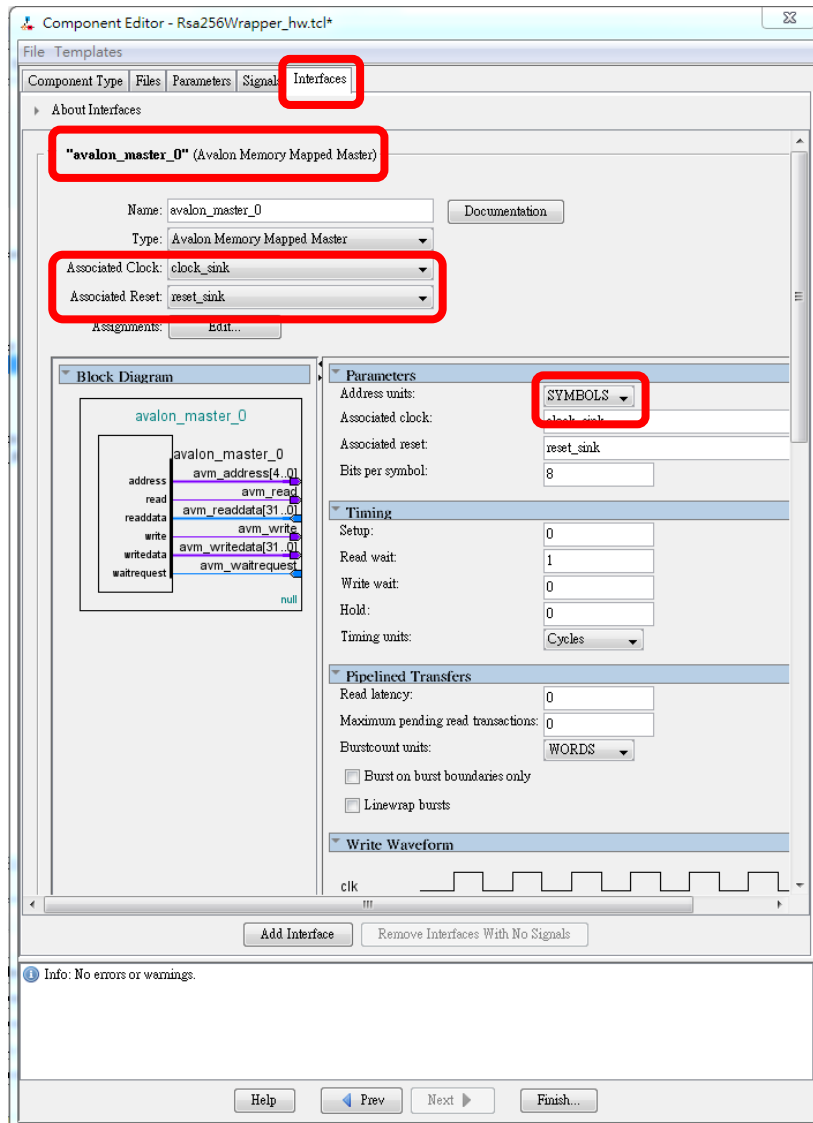 Component Editor - Rsa256Wrapper_hw.tcl*
File Templates
Component Type Files Parameters Signals Interfaces
About Interfaces
"avalon_master_0" (Avalon Memory Mapped Master)
Name: avalon_master_0 Documentation
Type: Avalon Memory Mapped Master
Associated Clock: clock_sink
Associated Reset: reset_sink
Assignments: Edit...
Block Diagram
avalon_master_0
avalon_master_0
address avm_address[4..0]
read avm_read
readdata avm_readdata[31..0]
write avm_write
writedata avm_writedata[31..0]
waitrequest avm_waitrequest
null
Parameters
Address units: SYMBOLS
Associated clock: clock_sink
Associated reset: reset_sink
Bits per symbol: 8
Timing
Setup: 0
Read wait: 1
Write wait: 0
Hold: 0
Timing units: Cycles
Pipelined Transfers
Read latency: 0
Maximum pending read transactions: 0
Burstcount units: WORDS
Burst on burst boundaries only
Linewrap bursts
Write Waveform
clk
Add Interface Remove Interfaces With No Signals
Info: No errors or warnings.
Help Prev Next Finish...